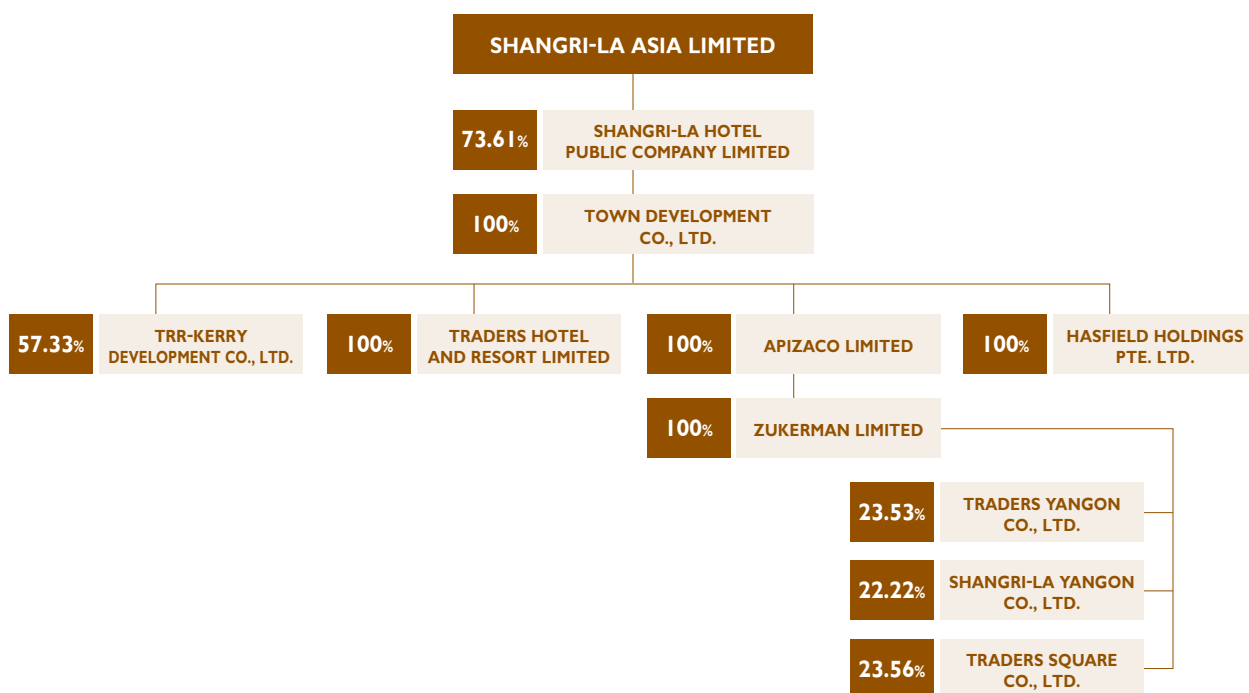 SHANGRI-LA ASIA LIMITED
73.61%
SHANGRI-LA HOTEL
PUBLIC COMPANY LIMITED
100%
TOWN DEVELOPMENT
CO., LTD.
57.33%
TRR-KERRY
DEVELOPMENT CO., LTD.
100%
TRADERS HOTEL
AND RESORT LIMITED
100%
APIZACO LIMITED
100%
HASFIELD HOLDINGS
PTE. LTD.
100%
ZUKERMAN LIMITED
23.53%
TRADERS YANGON
CO., LTD.
22.22%
SHANGRI-LA YANGON
CO., LTD.
23.56%
TRADERS SQUARE
CO., LTD.